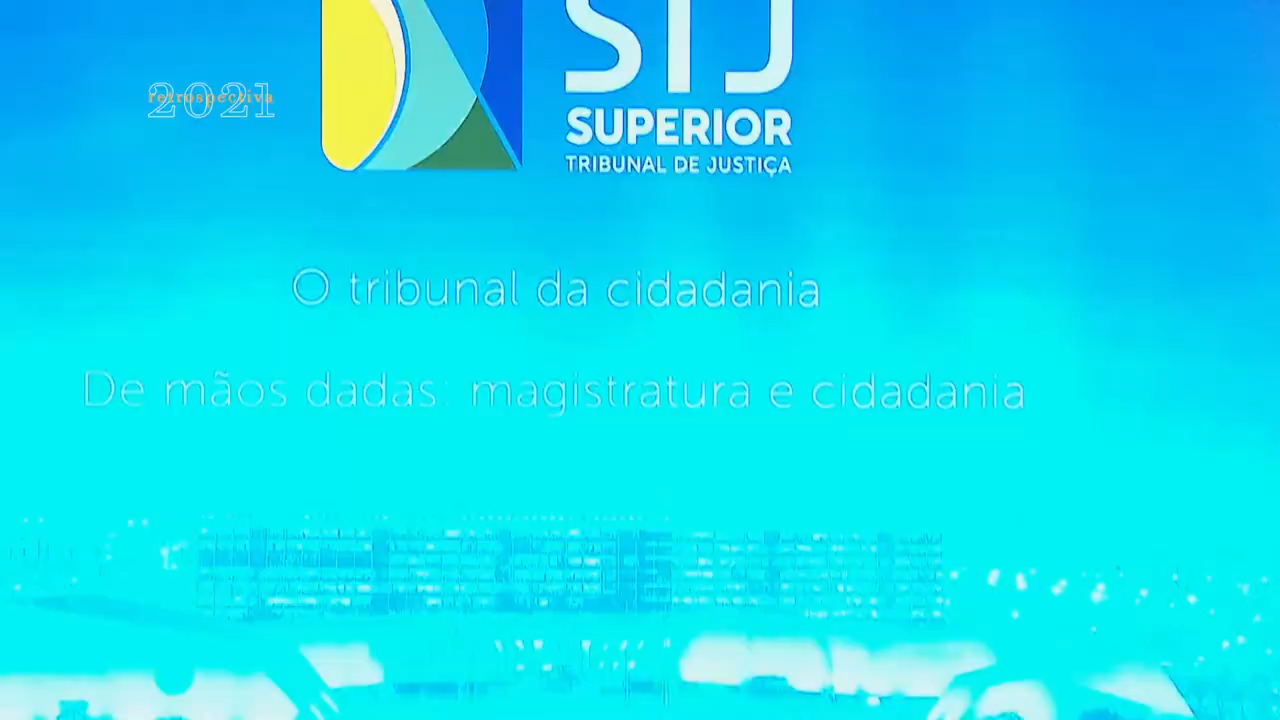 STJ
SUPERIOR
TRIBUNAL DE JUSTIÇA
2021
retrospectiva
O tribunal da cidadania
De mãos dadas: magistratura e cidadania